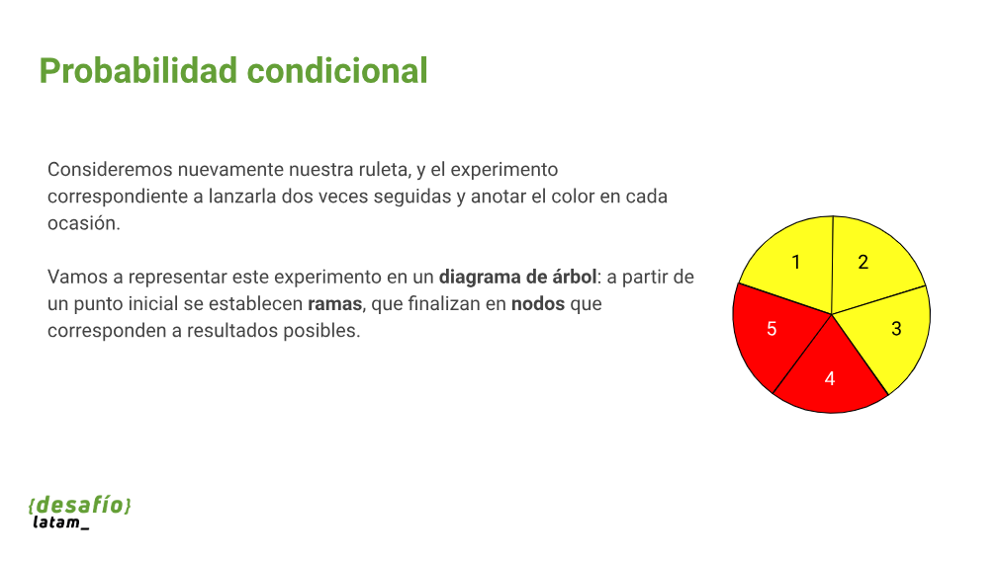 Probabilidad condicional
Consideremos nuevamente nuestra ruleta, y el experimento
correspondiente a lanzarla dos veces seguidas y anotar el color en cada
ocasión.
Vamos a representar este experimento en un diagrama de árbol: a partir de
un punto inicial se establecen ramas, que finalizan en nodos que
corresponden a resultados posibles.
1
2
5
3
4
{desafío}
latam_